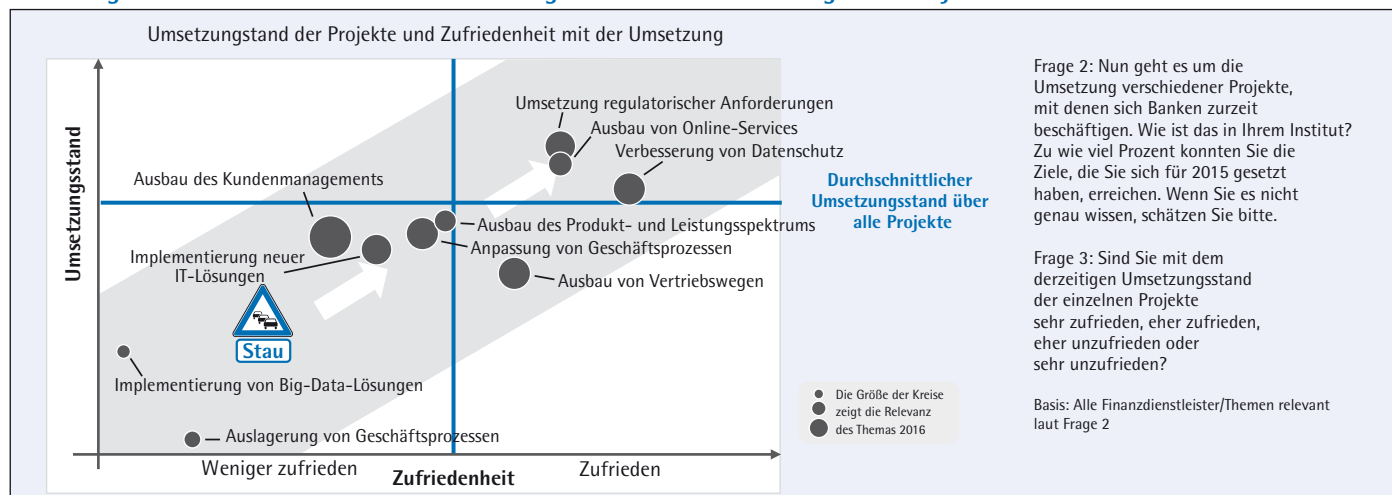 Umsetzungstand der Projekte und Zufriedenheit mit der Umsetzung
Umsetzungsstand
Umsetzung regulatorischer Anforderungen
Ausbau von Online-Services
Verbesserung von Datenschutz
Ausbau des Kundenmanagements
Durchschnittlicher
Umsetzungsstand über
alle Projekte
Ausbau des Produkt- und Leistungsspektrums
Anpassung von Geschäftsprozessen
Implementierung neuer
IT-Lösungen
Ausbau von Vertriebswegen
Stau
Implementierung von Big-Data-Lösungen
Auslagerung von Geschäftsprozessen
Weniger zufrieden
Zufriedenheit
Zufrieden
Die Größe der Kreise
zeigt die Relevanz
des Themas 2016
Frage 2: Nun geht es um die
Umsetzung verschiedener Projekte,
mit denen sich Banken zurzeit
beschäftigen. Wie ist das in Ihrem Institut?
Zu wie viel Prozent konnten Sie die
Ziele, die Sie sich für 2015 gesetzt
haben, erreichen. Wenn Sie es nicht
genau wissen, schätzen Sie bitte.
Frage 3: Sind Sie mit dem
derzeitigen Umsetzungsstand
der einzelnen Projekte
sehr zufrieden, eher zufrieden,
eher unzufrieden oder
sehr unzufrieden?
Basis: Alle Finanzdienstleister/Themen relevant
laut Frage 2